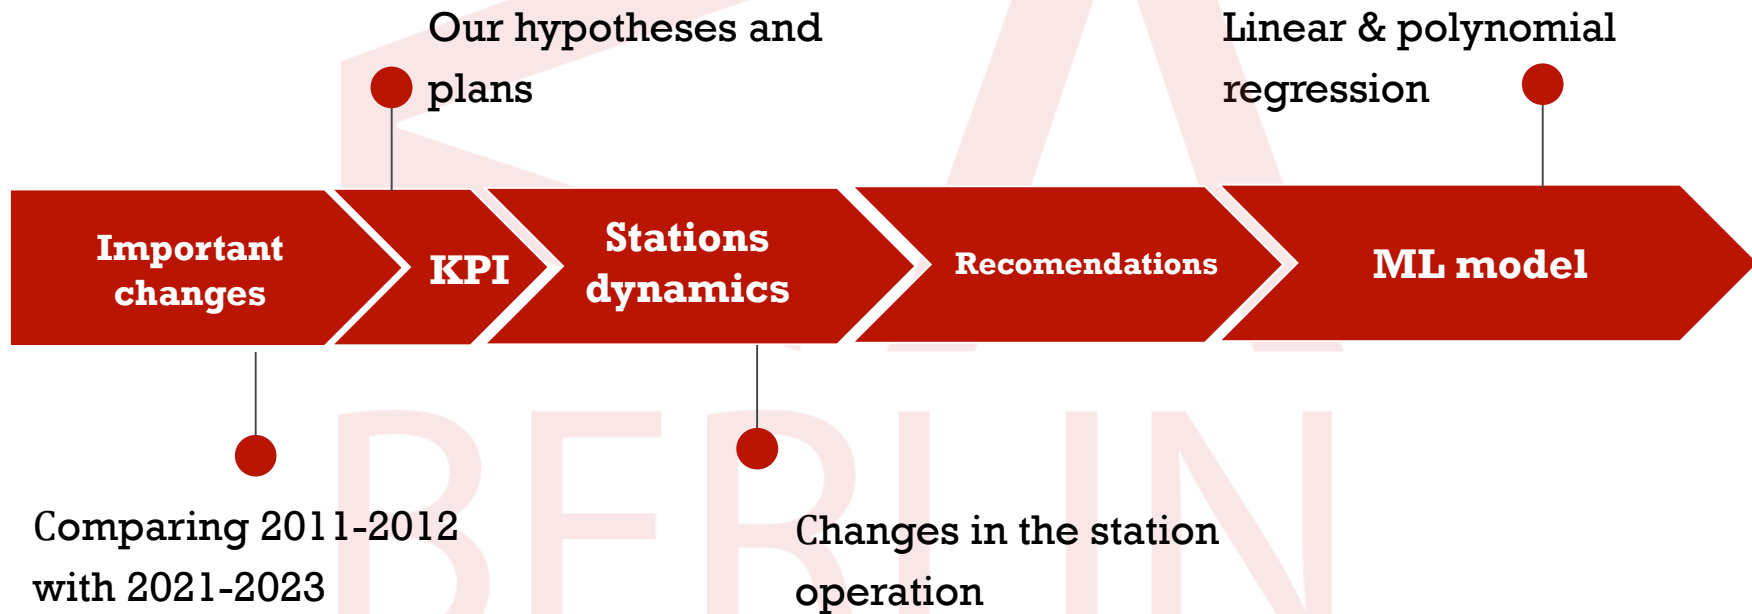 Our hypotheses and
plans
Linear & polynomial
regression
Important
changes
KPI
Stations
dynamics
Recomendations
ML model
Comparing 2011-2012
with 2021-2023
Changes in the station
operation
BERLIN